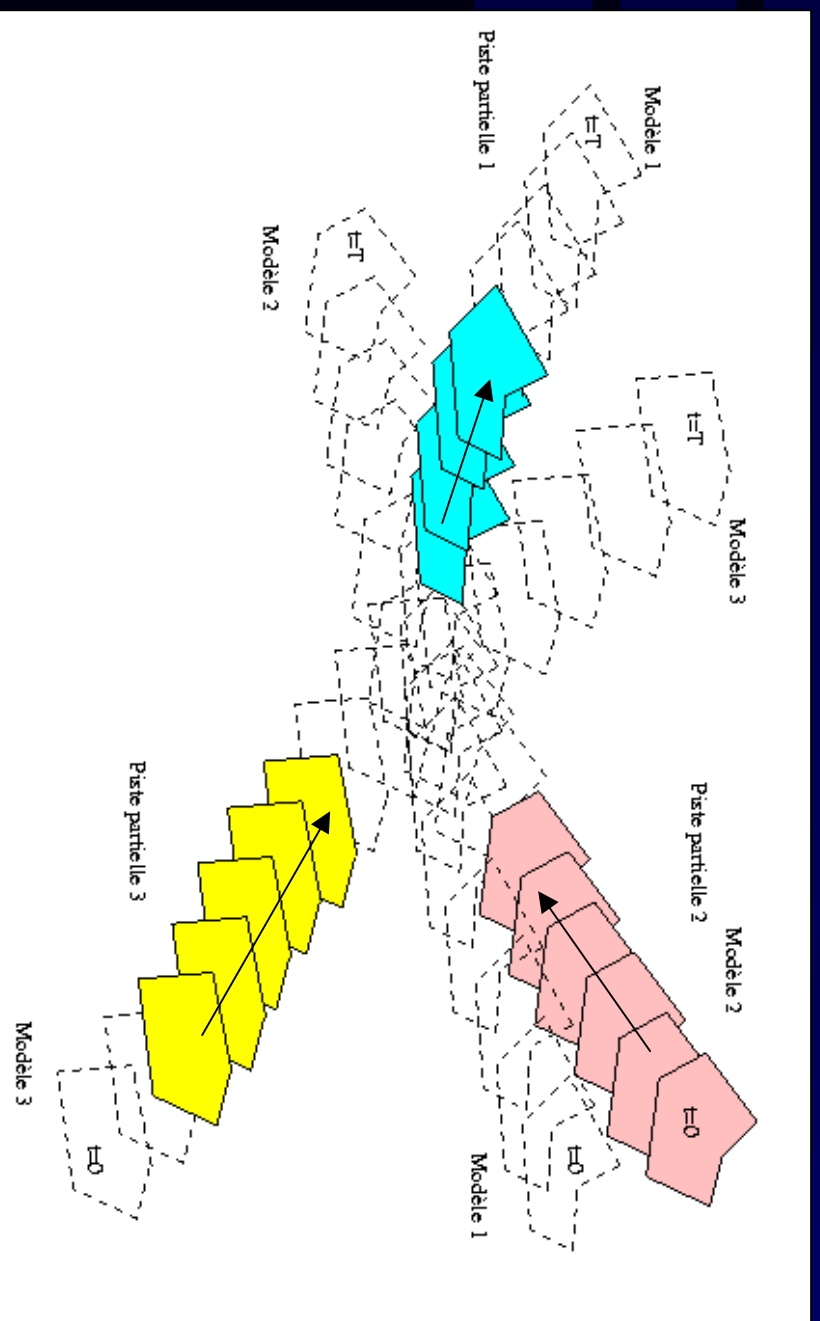 Modèle 3
Modèle 2
Piste partielle 2
t=T
t=0
Modèle 1
t=T
t=0
Piste partielle 1
Modèle 1
t=T
Modèle 2
Piste partielle 3
t=0
Modèle 3